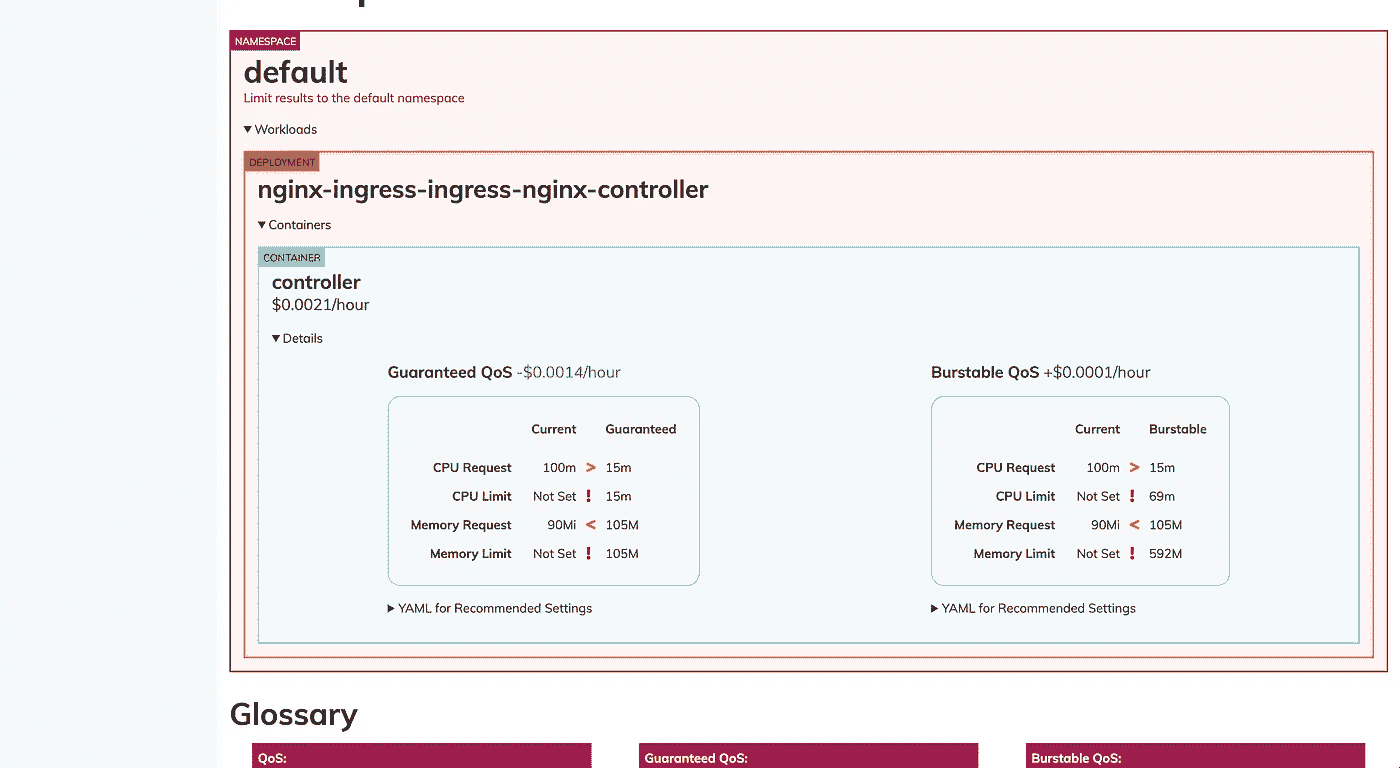 NAMESPACE
default
Limit results to the default namespace
▼ Workloads
DEPLOYMENT
nginx-ingress-ingress-nginx-controller
▼ Containers
CONTAINER
controller
$0.0021/hour
▼ Details
Guaranteed QoS -$0.0014/hour
Current Guaranteed
CPU Request 100m > 15m
CPU Limit Not Set ! 15m
Memory Request 90Mi < 105M
Memory Limit Not Set ! 105M
▶ YAML for Recommended Settings
Burstable QoS +$0.0001/hour
Current Burstable
CPU Request 100m > 15m
CPU Limit Not Set ! 69m
Memory Request 90Mi < 105M
Memory Limit Not Set ! 592M
▶ YAML for Recommended Settings
Glossary
QoS:
Guaranteed QoS:
Burstable QoS: